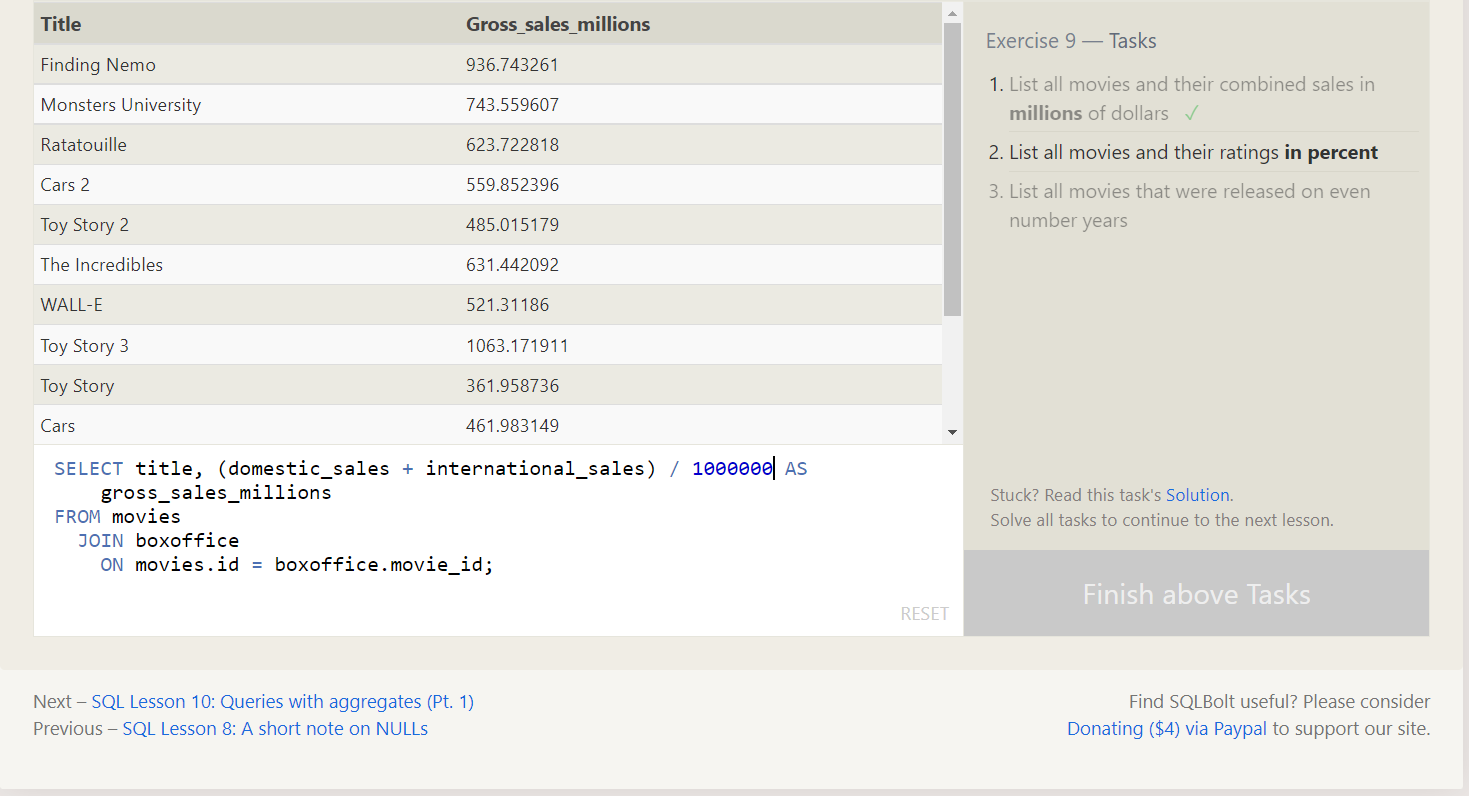 Title Gross_sales_millions
Finding Nemo 936.743261
Monsters University 743.559607
Ratatouille 623.722818
Cars 2 559.852396
Toy Story 2 485.015179
The Incredibles 631.442092
WALL-E 521.31186
Toy Story 3 1063.171911
Toy Story 361.958736
Cars 461.983149
SELECT title, (domestic_sales + international_sales) / 1000000 AS
gross_sales_millions
FROM movies
JOIN boxoffice
ON movies.id = boxoffice.movie_id;
RESET
Exercise 9 — Tasks
1. List all movies and their combined sales in
millions of dollars ✓
2. List all movies and their ratings in percent
3. List all movies that were released on even
number years
Stuck? Read this task's Solution.
Solve all tasks to continue to the next lesson.
Finish above Tasks
Next – SQL Lesson 10: Queries with aggregates (Pt. 1)
Previous – SQL Lesson 8: A short note on NULLs
Find SQLBolt useful? Please consider
Donating ($4) via Paypal to support our site.